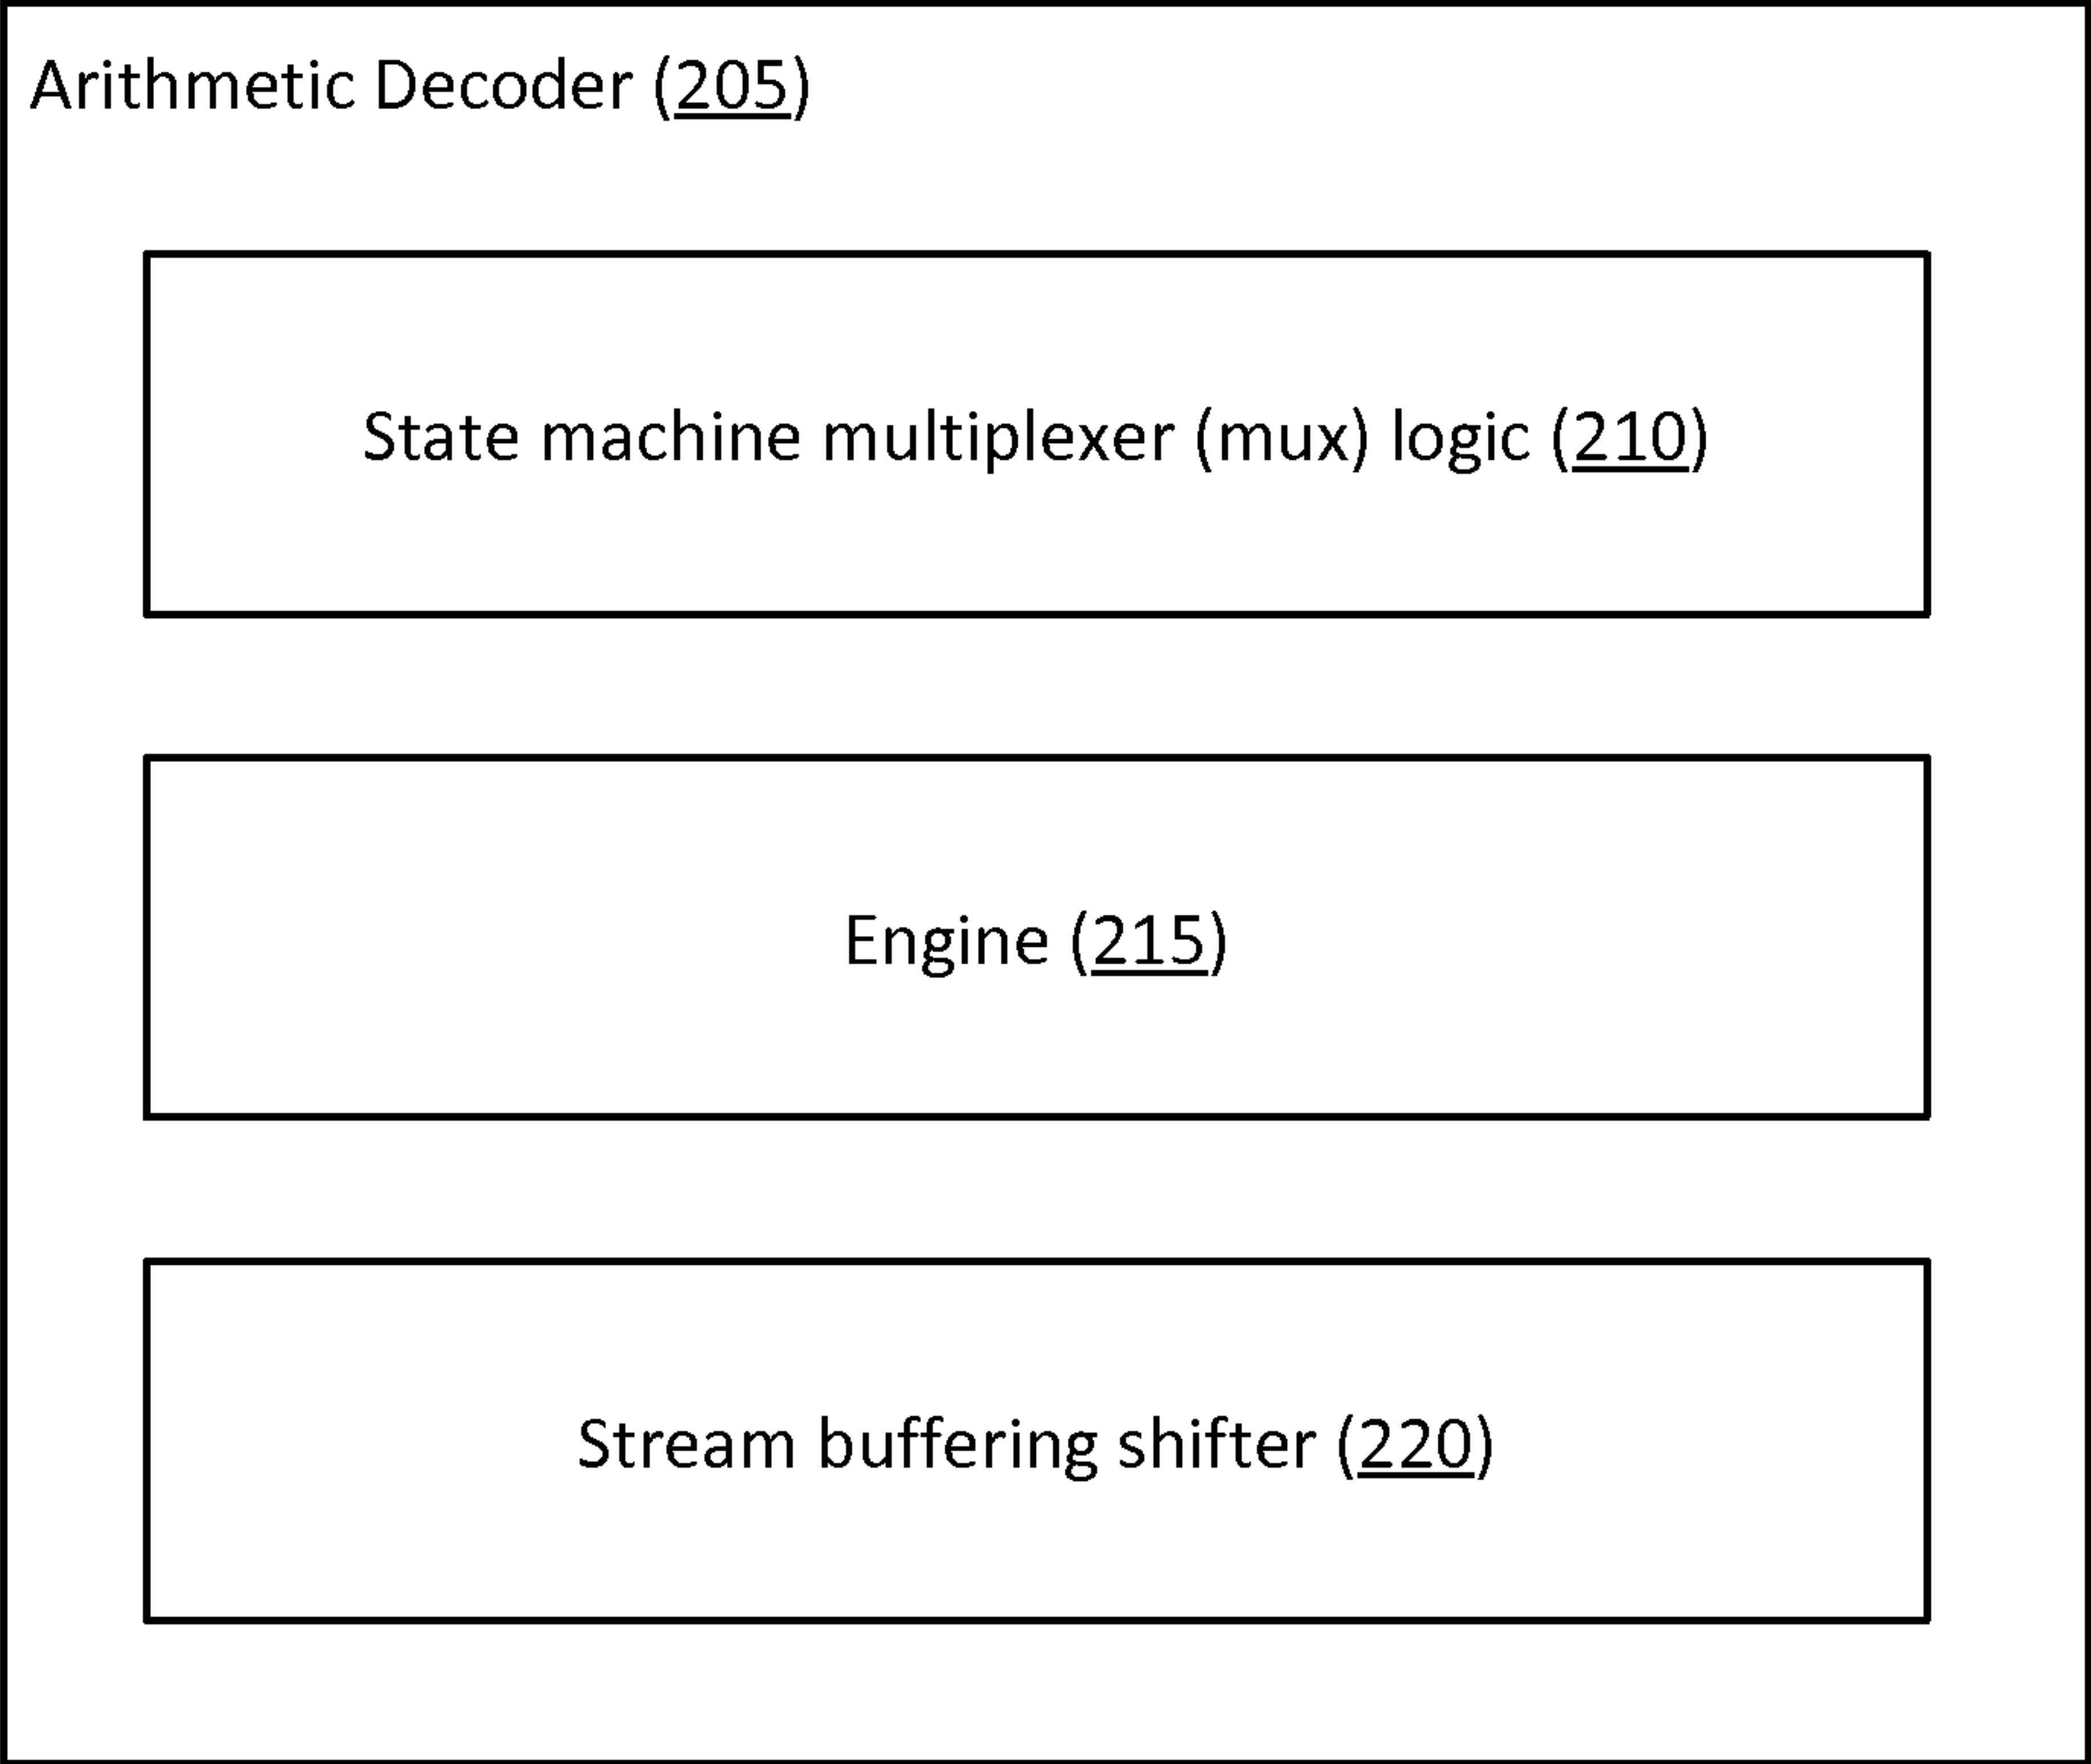 Arithmetic Decoder (205)
State machine multiplexer (mux) logic (210)
Engine (215)
Stream buffering shifter (220)